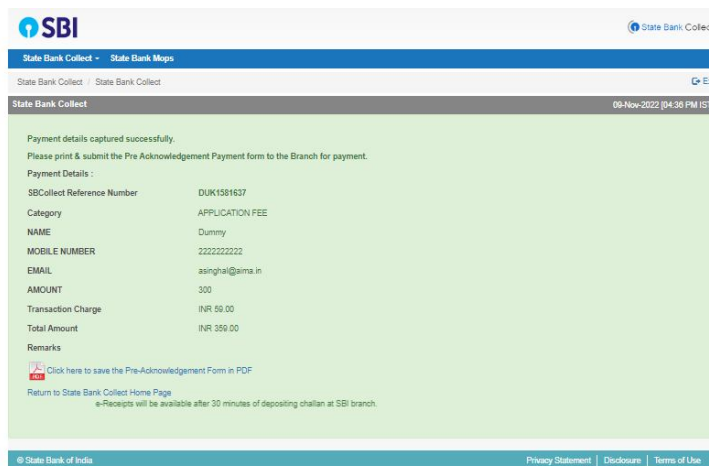 SBI
State Bank Collec
State Bank Collect State Bank Mops
State Bank Collect / State Bank Collect E
State Bank Collect 09-Nov-2022 [04:36 PM IST
Payment details captured successfully.
Please print & submit the Pre Acknowledgement Payment form to the Branch for payment.
Payment Details :
SBCollect Reference Number DUK1581637
Category APPLICATION FEE
NAME Dummy
MOBILE NUMBER 2222222222
EMAIL asinghal@aima.in
AMOUNT 300
Transaction Charge INR 59.00
Total Amount INR 359.00
Remarks
Click here to save the Pre-Acknowledgement Form in PDF
Return to State Bank Collect Home Page
e-Receipts will be available after 30 minutes of depositing challan at SBI branch.
© State Bank of India Privacy Statement | Disclosure | Terms of Use